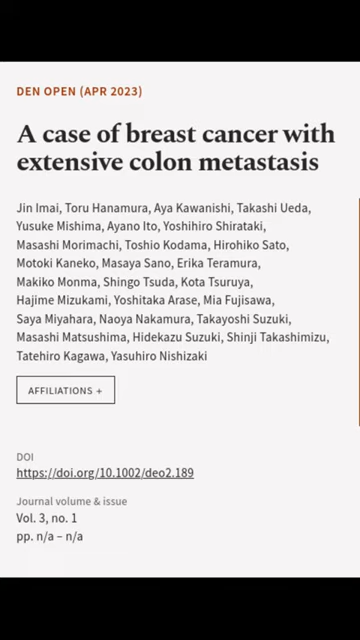 DEN OPEN (APR 2023)
A case of breast cancer with
extensive colon metastasis
Jin Imai, Toru Hanamura, Aya Kawanishi, Takashi Ueda,
Yusuke Mishima, Ayano Ito, Yoshihiro Shirataki,
Masashi Morimachi, Toshio Kodama, Hirohiko Sato,
Motoki Kaneko, Masaya Sano, Erika Teramura,
Makiko Monma, Shingo Tsuda, Kota Tsuruya,
Hajime Mizukami, Yoshitaka Arase, Mia Fujisawa,
Saya Miyahara, Naoya Nakamura, Takayoshi Suzuki,
Masashi Matsushima, Hidekazu Suzuki, Shinji Takashimizu,
Tatehiro Kagawa, Yasuhiro Nishizaki
AFFILIATIONS +
DOI
https://doi.org/10.1002/deo2.189
Journal volume & issue
Vol. 3, no. 1
pp. n/a – n/a